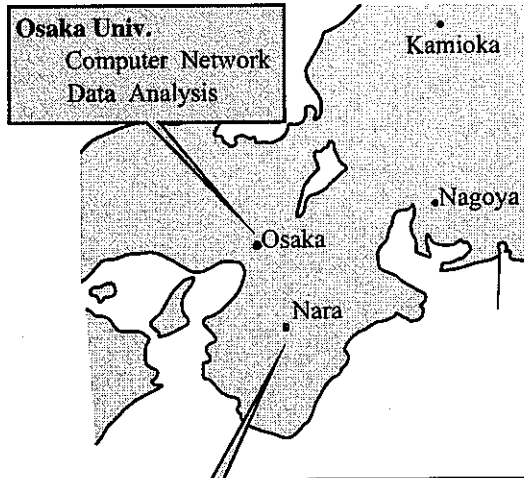 Osaka Univ.
Computer Network
Data Analysis
Kamioka
Nagoya
Osaka
Nara